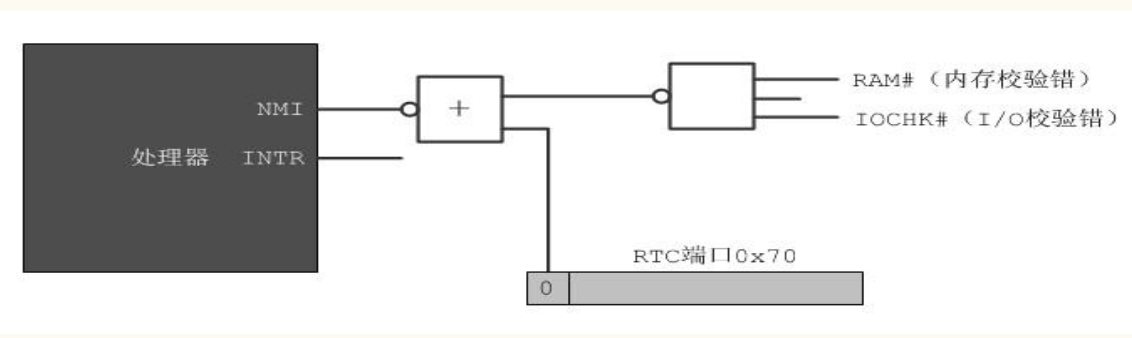 RAM#（内存校验错）
NMI
+
IOCHK#（I/O校验错）
处理器 INTR
RTC端口0x70
0